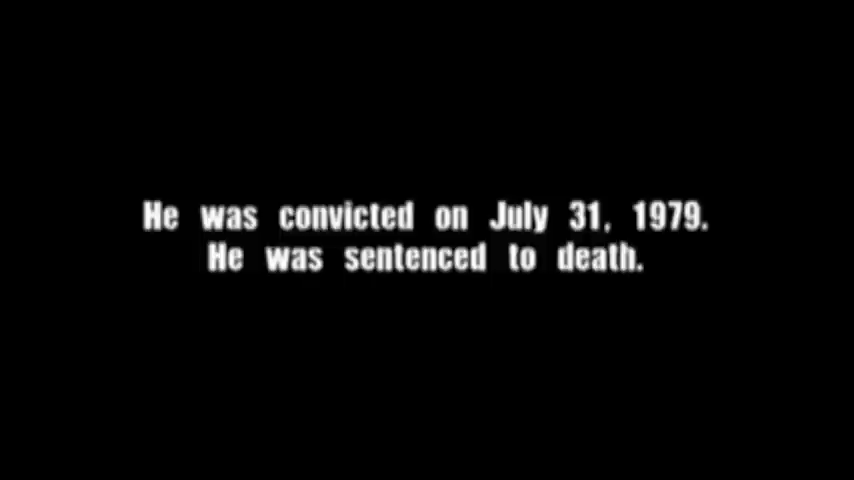 He was convicted on July 31, 1979.
He was sentenced to death.